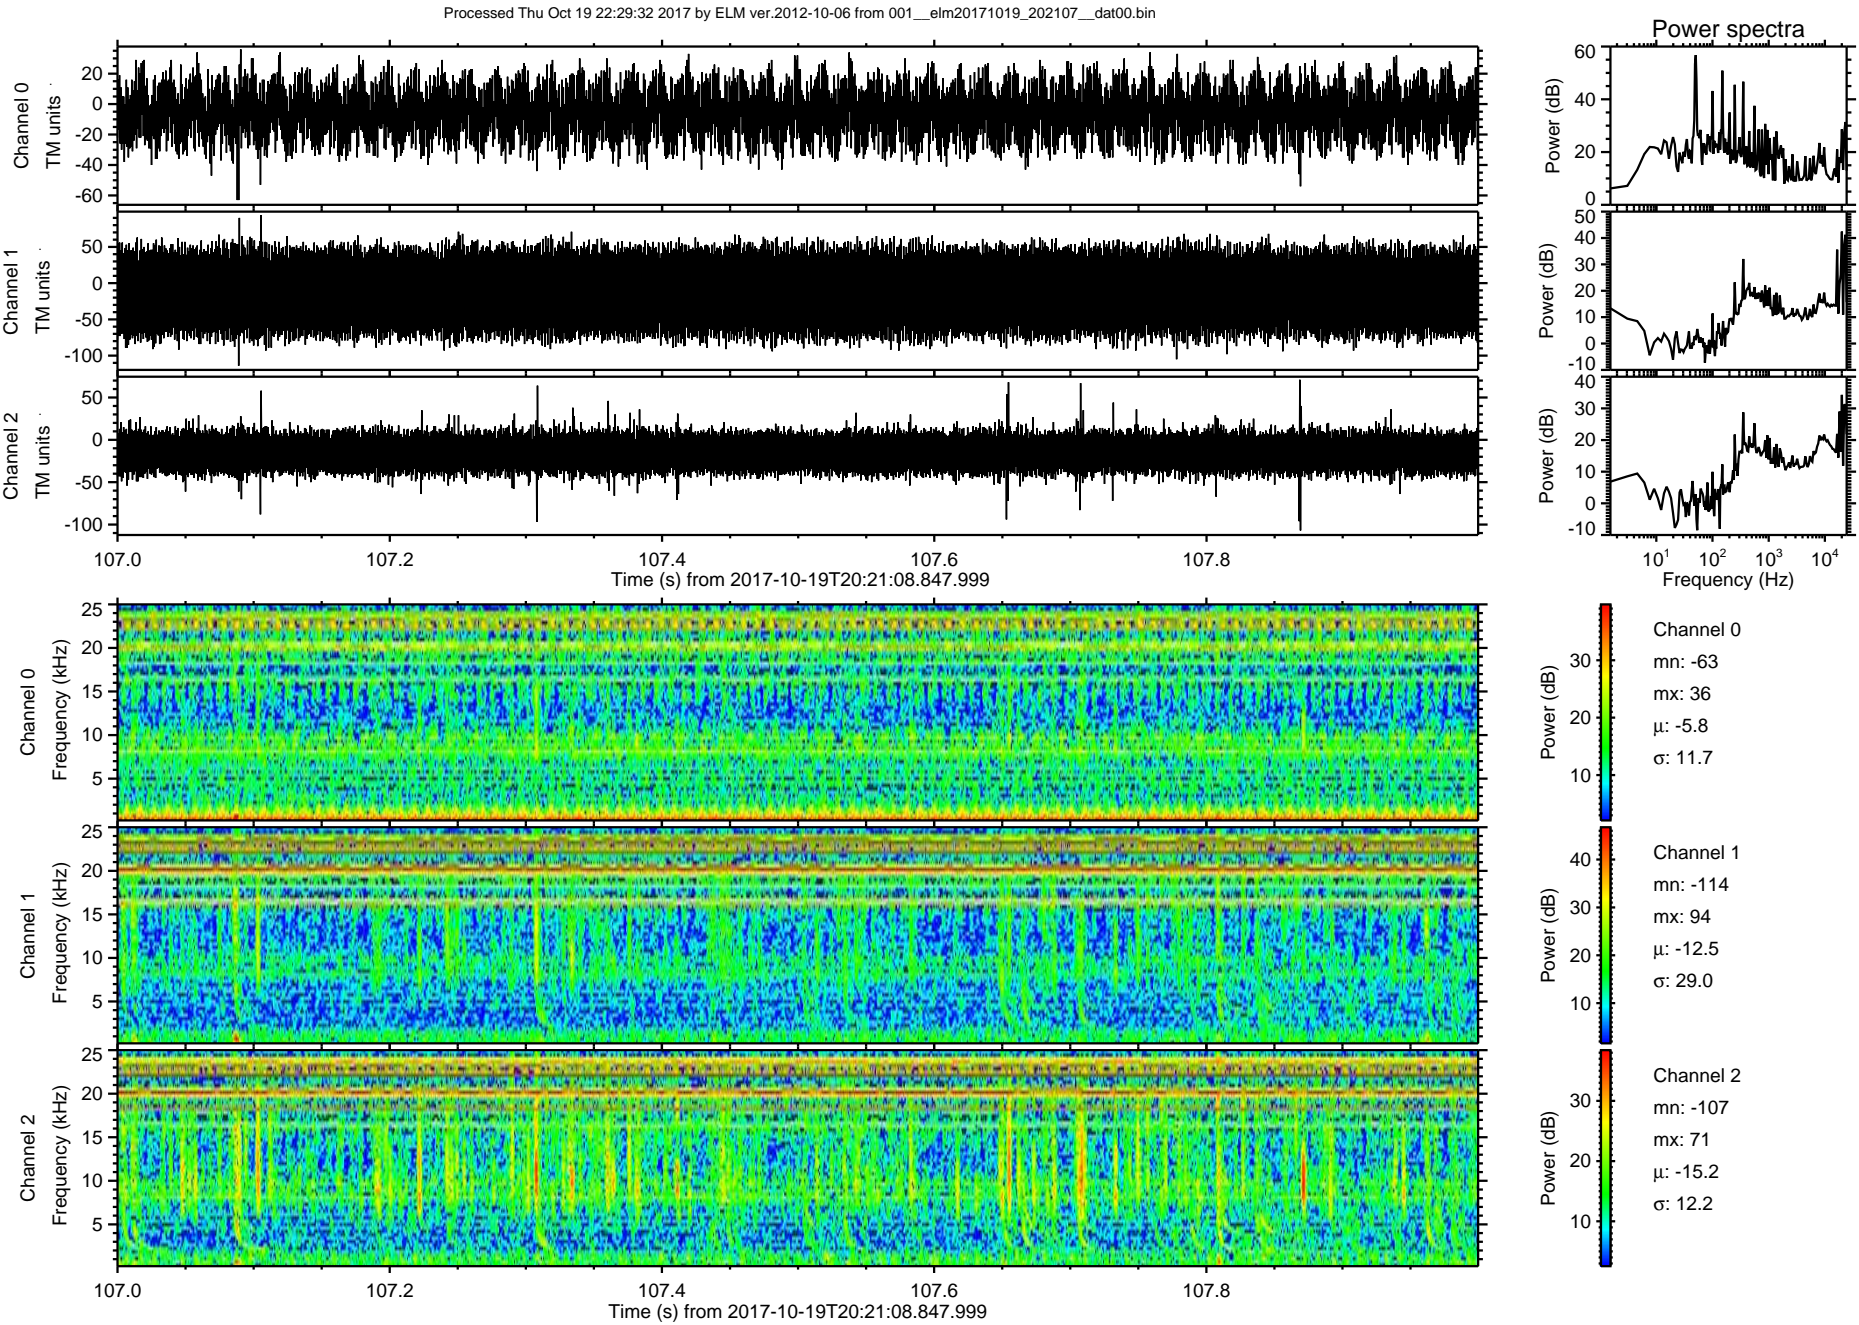 Processed Thu Oct 19 22:29:32 2017 by ELM ver.2012-10-06 from 001__elm20171019_202107__dat00.bin
Power spectra
Channel 0
TM units
20
0
-20
-40
-60
Power (dB)
60
40
20
0
Channel 1
TM units
50
0
-50
-100
Power (dB)
50
40
30
20
10
0
-10
Channel 2
TM units
50
0
-50
-100
Power (dB)
40
30
20
10
0
-10
107.0 107.2 107.4 107.6 107.8
Time (s) from 2017-10-19T20:21:08.847.999
10¹ 10² 10³ 10⁴
Frequency (Hz)
Channel 0
Frequency (kHz)
25
20
15
10
5
Power (dB)
30
20
10
Channel 0
mn: -63
mx: 36
μ: -5.8
σ: 11.7
Channel 1
Frequency (kHz)
25
20
15
10
5
Power (dB)
40
30
20
10
Channel 1
mn: -114
mx: 94
μ: -12.5
σ: 29.0
Channel 2
Frequency (kHz)
25
20
15
10
5
Power (dB)
30
20
10
Channel 2
mn: -107
mx: 71
μ: -15.2
σ: 12.2
107.0 107.2 107.4 107.6 107.8
Time (s) from 2017-10-19T20:21:08.847.999